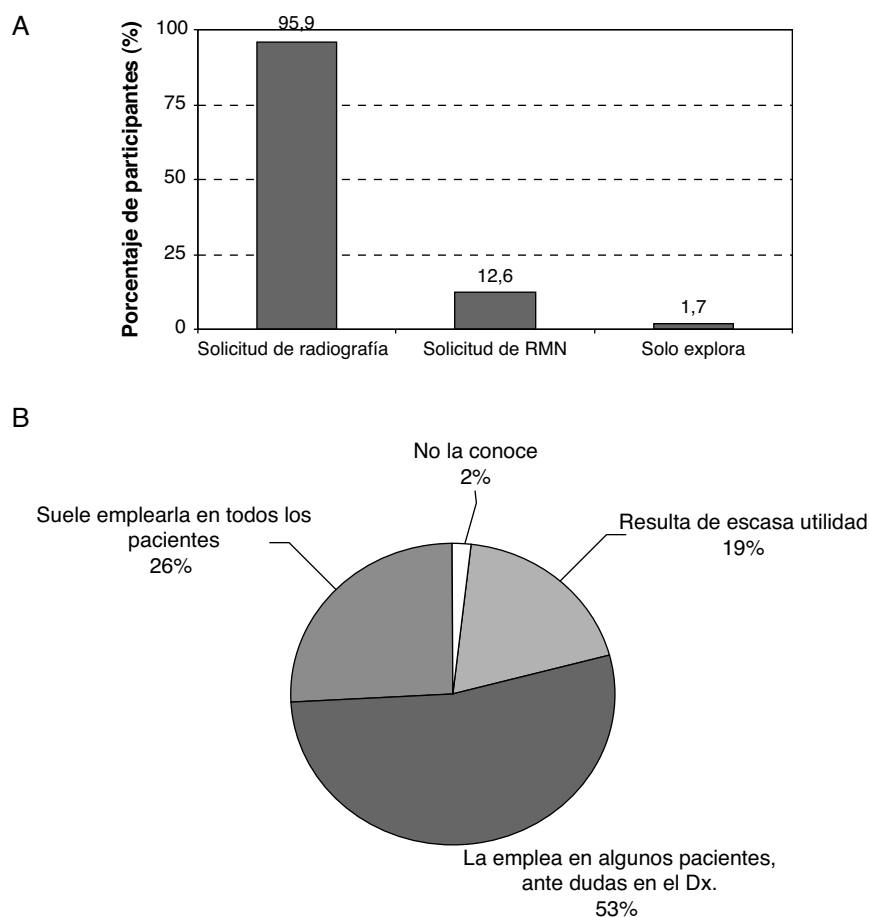 A
Porcentaje de participantes (%)
100
75
50
25
0
95,9
12,6
1,7
Solicitud de radiografía
Solicitud de RMN
Solo explora
B
No la conoce
2%
Resulta de escasa utilidad
19%
Suele emplearla en todos los
pacientes
26%
La emplea en algunos pacientes,
ante dudas en el Dx.
53%